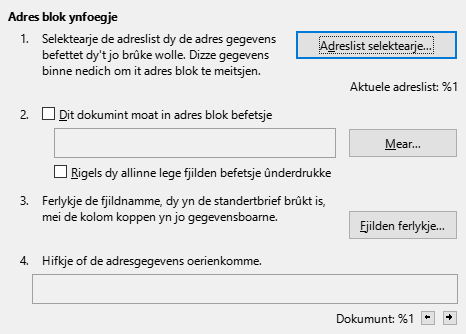 Adres blok ynfoegje
1. Selektearje de adreslist dy de adres gegevens
befettet dy't jo brûke wolle. Dizze gegevens
binne nedich om it adres blok te meitsjen.
Adreslist selektearje...
Aktuele adreslist: %1
2. Dit dokumint moat in adres blok befetsje
Mear...
Rigels dy allinne lege fjilden befetsje ûnderdrukke
3. Ferlykje de fjildnamme, dy yn de standertbrief brûkt is,
mei de kolom koppen yn jo gegevensboarne.
Fjilden ferlykje...
4. Hifkje of de adresgegevens oerienkomme.
Dokumunt: %1